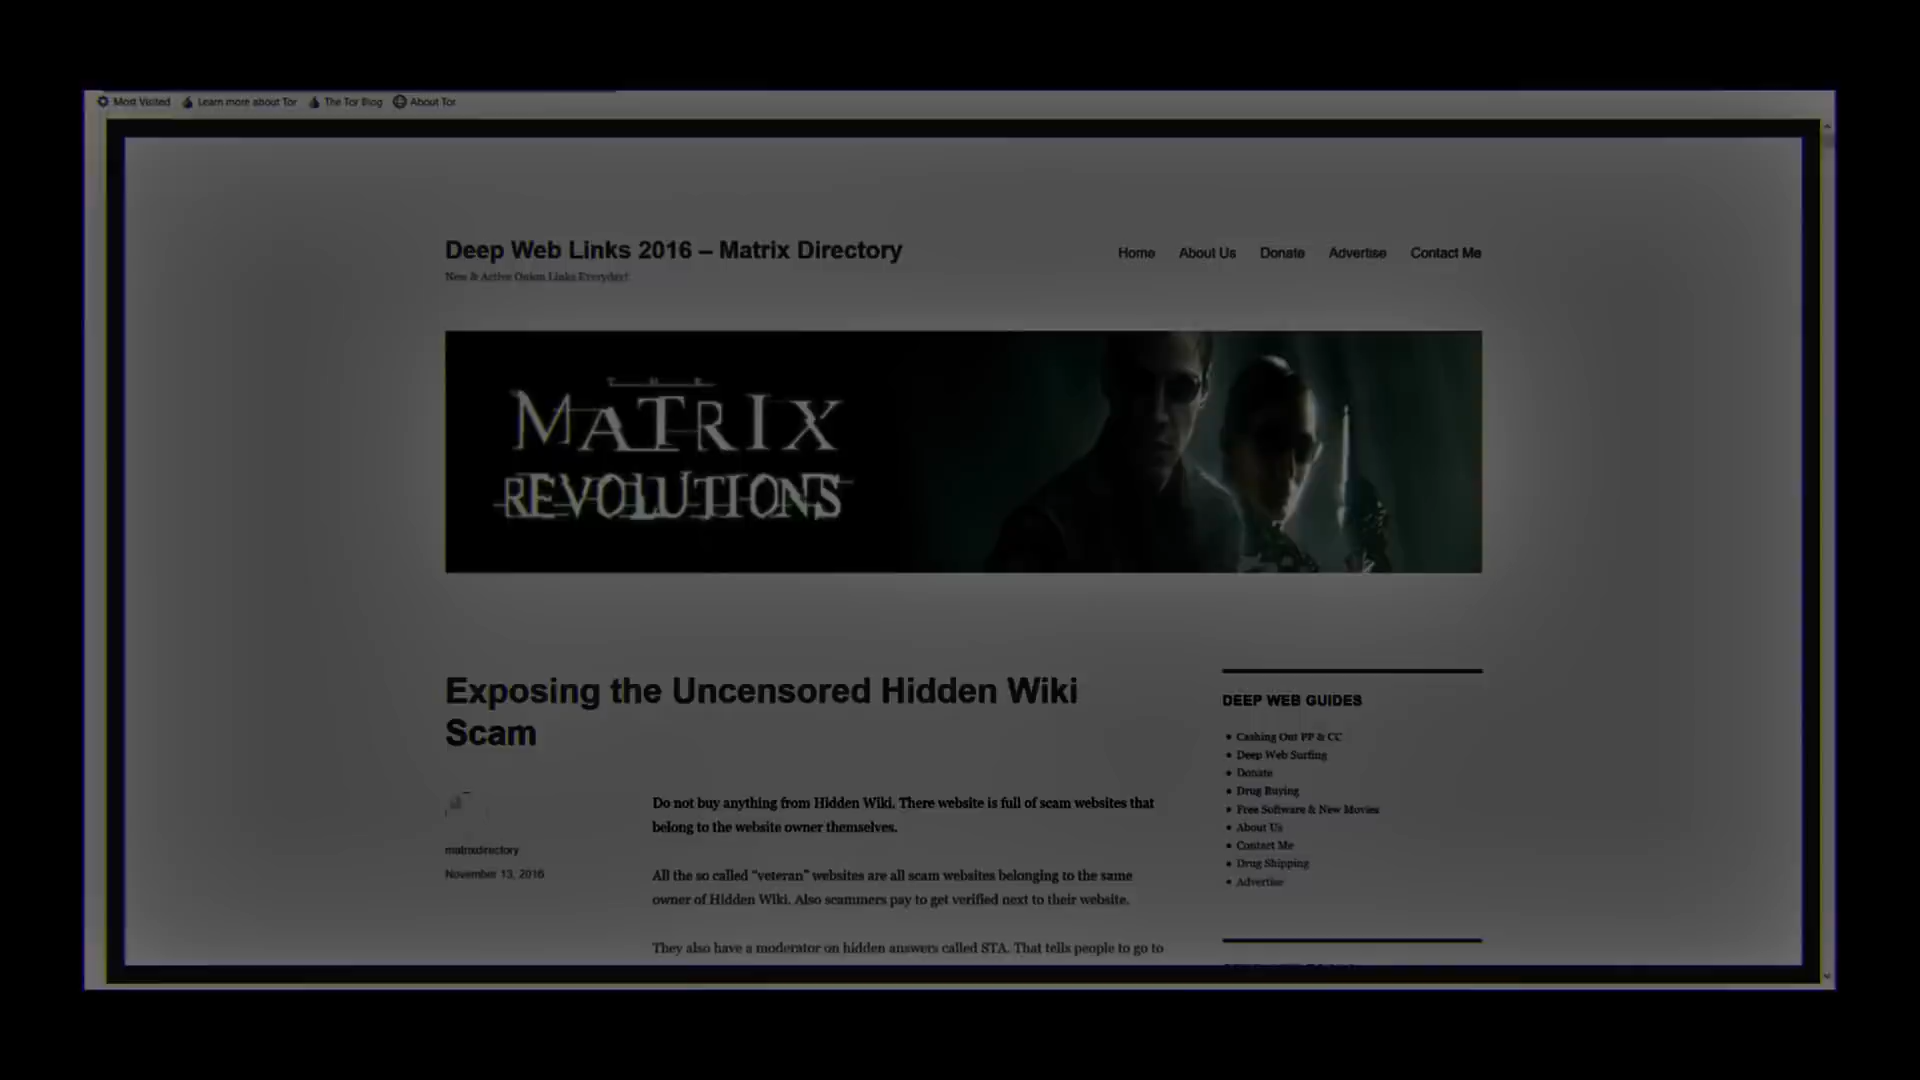 Most Visited Learn more about Tor The Tor Blog About Tor
Deep Web Links 2016 – Matrix Directory
New & Active Onion Links Everyday!
Home About Us Donate Advertise Contact Me
THE
MATRIX
REVOLUTIONS
Exposing the Uncensored Hidden Wiki
Scam
matrixdirectory
November 13, 2016
Do not buy anything from Hidden Wiki. There website is full of scam websites that
belong to the website owner themselves.
All the so called “veteran” websites are all scam websites belonging to the same
owner of Hidden Wiki. Also scammers pay to get verified next to their website.
They also have a moderator on hidden answers called STA. That tells people to go to
DEEP WEB GUIDES
Cashing Out PP & CC
Deep Web Surfing
Donate
Drug Buying
Free Software & New Movies
About Us
Contact Me
Drug Shipping
Advertise